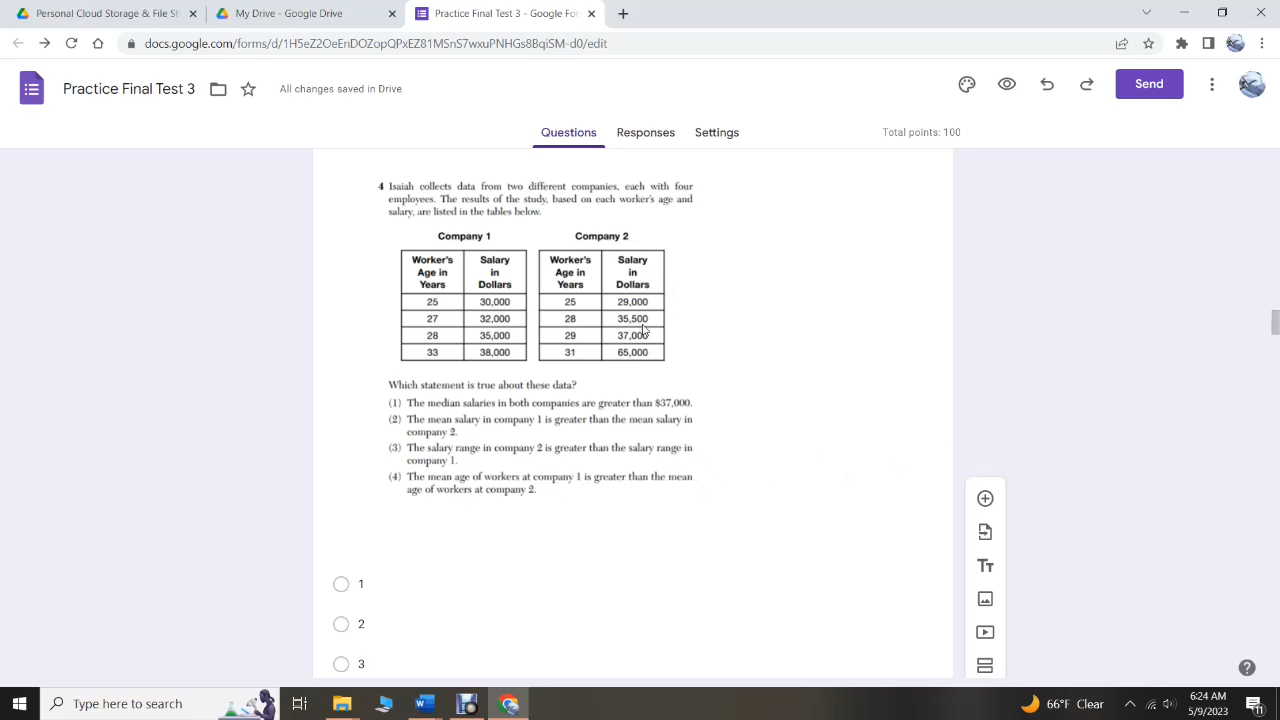 Personal Cloud Storage & File St
My Drive - Google Drive
Practice Final Test 3 - Google For
docs.google.com/forms/d/1H5eZ2OeEnDOZopQPxEZ81MSnS7wxuPNHGs8BqiSM-d0/edit
Practice Final Test 3
All changes saved in Drive
Send
Questions Responses Settings
Total points: 100
4 Isaiah collects data from two different companies, each with four
employees. The results of the study, based on each worker's age and
salary, are listed in the tables below.
Company 1 Company 2
Worker's Salary Worker's Salary
Age in in Age in in
Years Dollars Years Dollars
25 30,000 25 29,000
27 32,000 28 35,500
28 35,000 29 37,000
33 38,000 31 65,000
Which statement is true about these data?
(1) The median salaries in both companies are greater than $37,000.
(2) The mean salary in company 1 is greater than the mean salary in
company 2.
(3) The salary range in company 2 is greater than the salary range in
company 1.
(4) The mean age of workers at company 1 is greater than the mean
age of workers at company 2.
1
2
3
Tт
Type here to search
66°F Clear
6:24 AM
5/9/2023